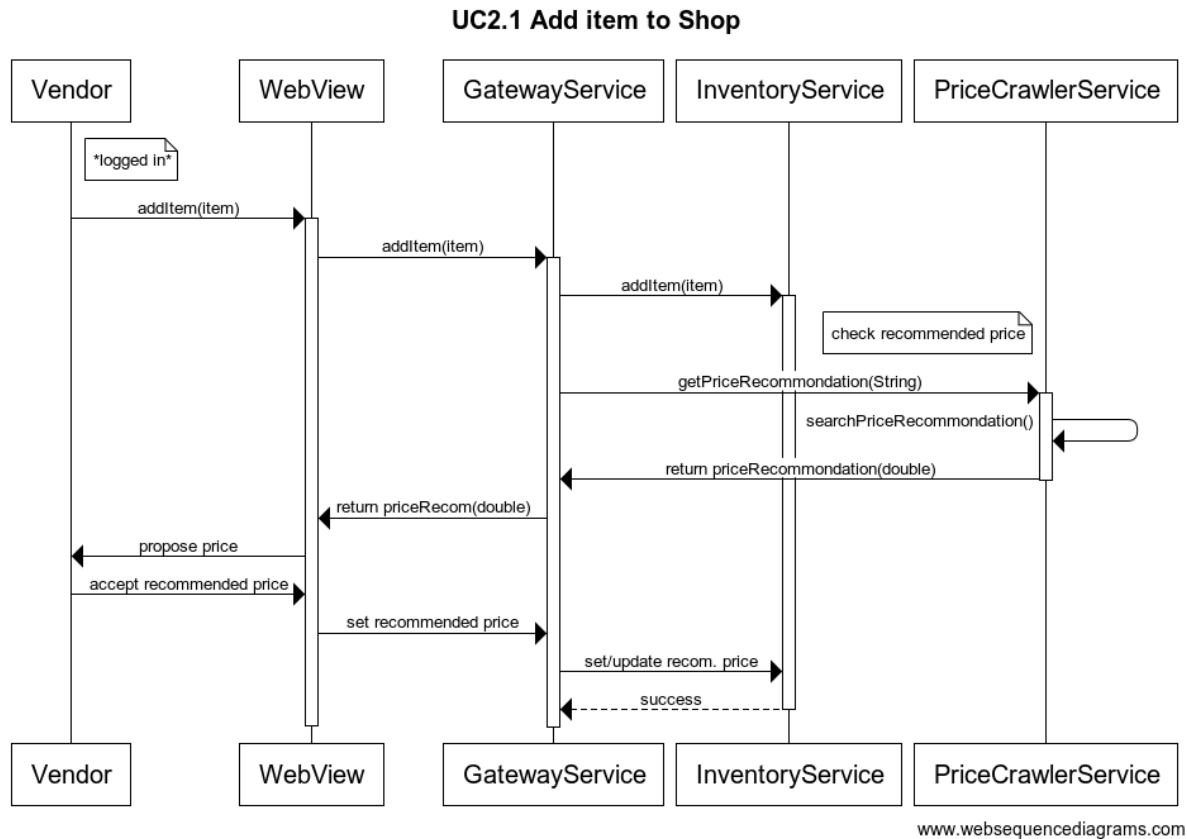 UC2.1 Add item to Shop
Vendor
WebView
GatewayService
InventoryService
PriceCrawlerService
*logged in*
addItem(item)
addItem(item)
addItem(item)
check recommended price
getPriceRecommondation(String)
searchPriceRecommondation()
return priceRecommondation(double)
return priceRecom(double)
propose price
accept recommended price
set recommended price
set/update recom. price
success
Vendor
WebView
GatewayService
InventoryService
PriceCrawlerService
www.websequencediagrams.com